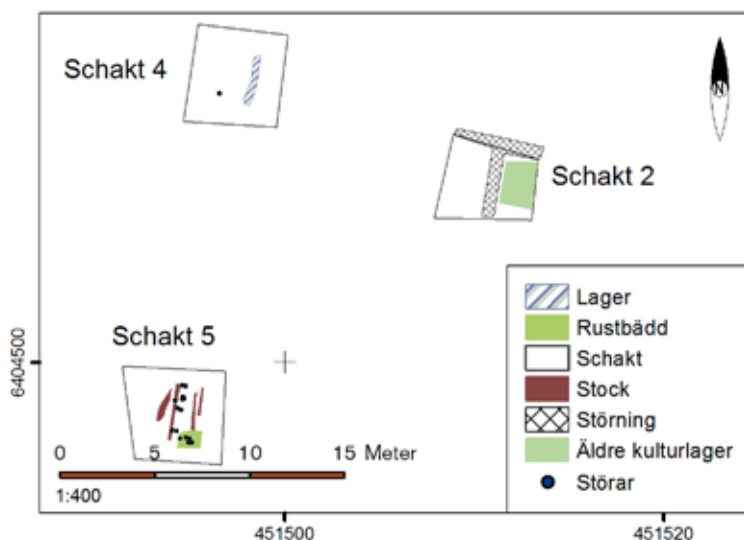 Schakt 4
N
Schakt 2
Lager
Rustbädd
Schakt
Stock
Störning
Äldre kulturlager
Störar
Schakt 5
6404500
0 5 10 15 Meter
1:400
451500 451520